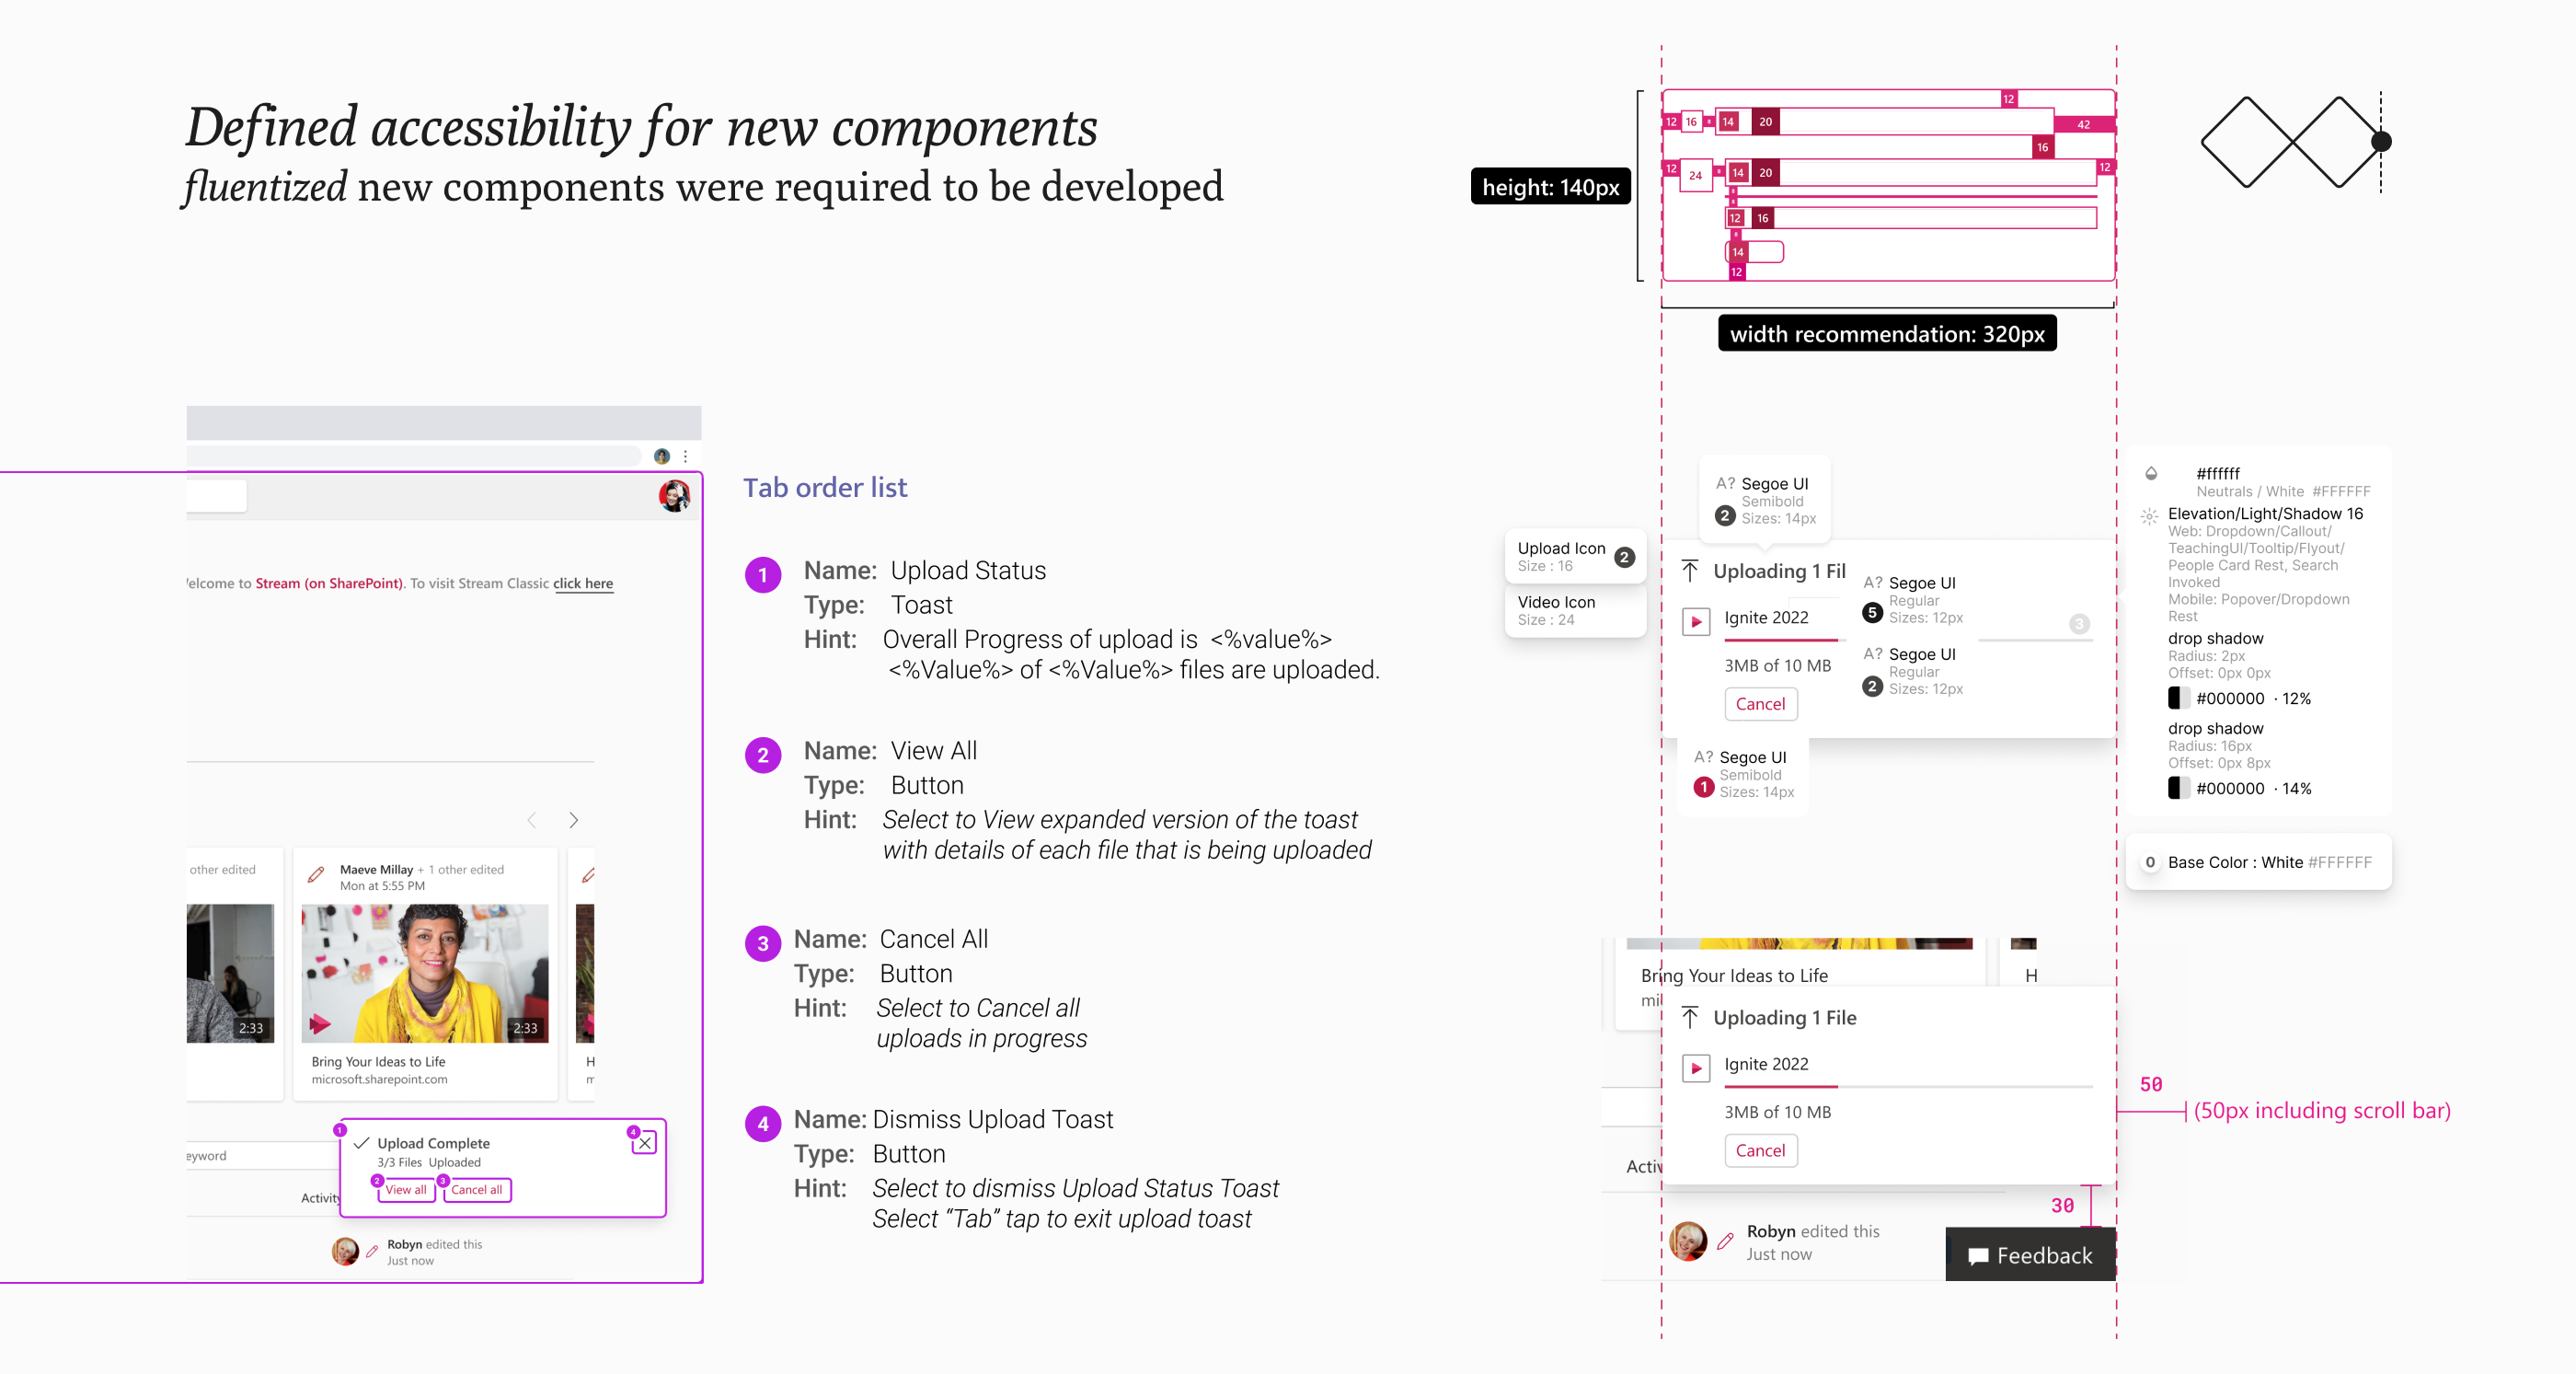 Defined accessibility for new components
fluentized new components were required to be developed
elcome to Stream (on SharePoint). To visit Stream Classic click here
other edited
Maeve Millay + 1 other edited
Mon at 5:55 PM
2:33
2:33
Bring Your Ideas to Life
microsoft.sharepoint.com
H
m
eyword
Activity
1
4
Upload Complete
3/3 Files Uploaded
2
View all
3
Cancel all
Robyn edited this
Just now
Tab order list
1
Name: Upload Status
Type: Toast
Hint: Overall Progress of upload is <%value%>
<%Value%> of <%Value%> files are uploaded.
2
Name: View All
Type: Button
Hint: Select to View expanded version of the toast
with details of each file that is being uploaded
3
Name: Cancel All
Type: Button
Hint: Select to Cancel all
uploads in progress
4
Name: Dismiss Upload Toast
Type: Button
Hint: Select to dismiss Upload Status Toast
Select “Tab” tap to exit upload toast
height: 140px
12
12 16 8 14 20 42
16
12 24 8 14 20 12
8
8
12 16
8
14
12
width recommendation: 320px
A? Segoe UI
Semibold
2 Sizes: 14px
Upload Icon 2
Size : 16
Video Icon
Size : 24
Uploading 1 Fil
Ignite 2022
3MB of 10 MB
Cancel
A? Segoe UI
Regular
5 Sizes: 12px
3
A? Segoe UI
Regular
2 Sizes: 12px
A? Segoe UI
Semibold
1 Sizes: 14px
#ffffff
Neutrals / White #FFFFFF
Elevation/Light/Shadow 16
Web: Dropdown/Callout/
TeachingUI/Tooltip/Flyout/
People Card Rest, Search
Invoked
Mobile: Popover/Dropdown
Rest
drop shadow
Radius: 2px
Offset: 0px 0px
#000000 · 12%
drop shadow
Radius: 16px
Offset: 0px 8px
#000000 · 14%
0 Base Color : White #FFFFFF
Bring Your Ideas to Life
mi
H
Uploading 1 File
Ignite 2022
3MB of 10 MB
Cancel
Activ
50
(50px including scroll bar)
30
Robyn edited this
Just now
Feedback